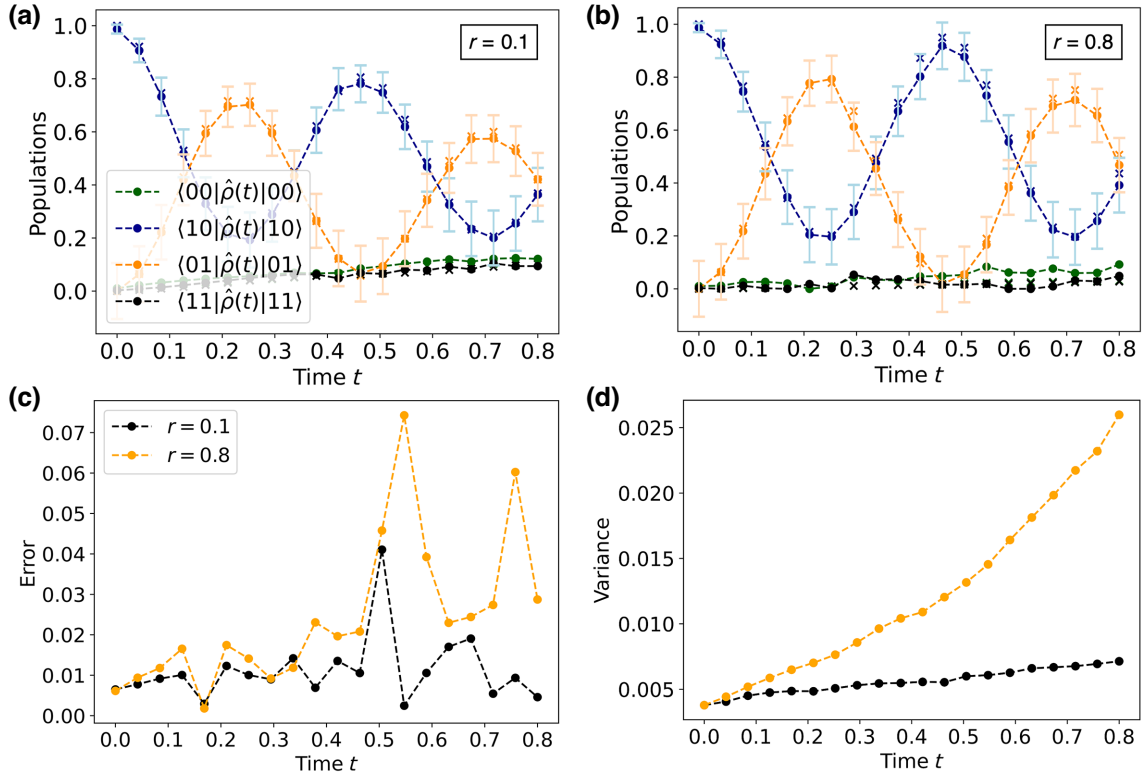 (a)
r = 0.1
Populations
1.0
0.8
0.6
0.4
0.2
0.0
⟨00|ρ̂(t)|00⟩
⟨10|ρ̂(t)|10⟩
⟨01|ρ̂(t)|01⟩
⟨11|ρ̂(t)|11⟩
0.0 0.1 0.2 0.3 0.4 0.5 0.6 0.7 0.8
Time t
(b)
r = 0.8
Populations
1.0
0.8
0.6
0.4
0.2
0.0
0.0 0.1 0.2 0.3 0.4 0.5 0.6 0.7 0.8
Time t
(c)
r = 0.1
r = 0.8
Error
0.07
0.06
0.05
0.04
0.03
0.02
0.01
0.00
0.0 0.1 0.2 0.3 0.4 0.5 0.6 0.7 0.8
Time t
(d)
Variance
0.025
0.020
0.015
0.010
0.005
0.0 0.1 0.2 0.3 0.4 0.5 0.6 0.7 0.8
Time t